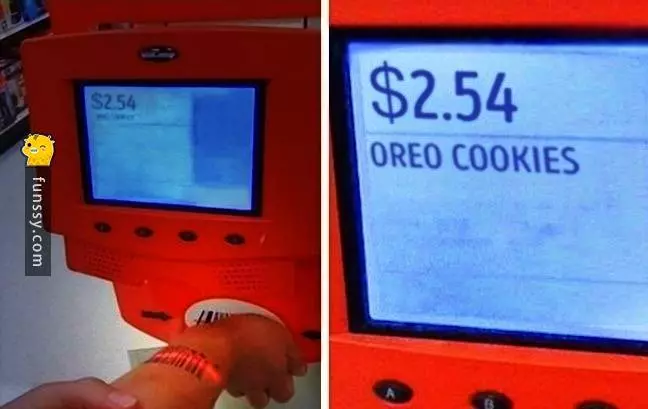 $2.54
funssy.com
$2.54
OREO COOKIES
A
B